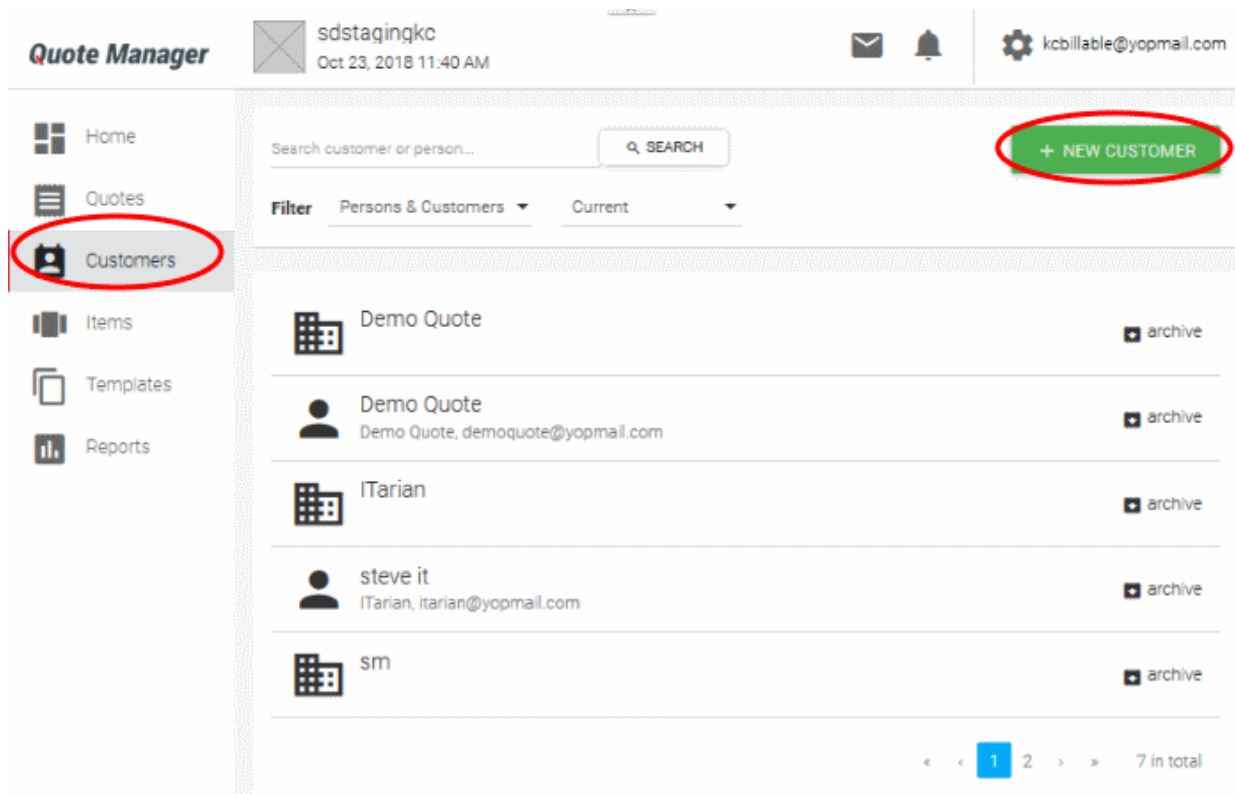 Quote Manager
sdstagingkc
Oct 23, 2018 11:40 AM
kcbillable@yopmail.com
Home
Quotes
Customers
Items
Templates
Reports
Search customer or person...
SEARCH
+ NEW CUSTOMER
Filter Persons & Customers Current
Demo Quote
archive
Demo Quote
Demo Quote, demoquote@yopmail.com
archive
ITarian
archive
steve it
ITarian, itarian@yopmail.com
archive
sm
archive
« ‹ 1 2 › » 7 in total